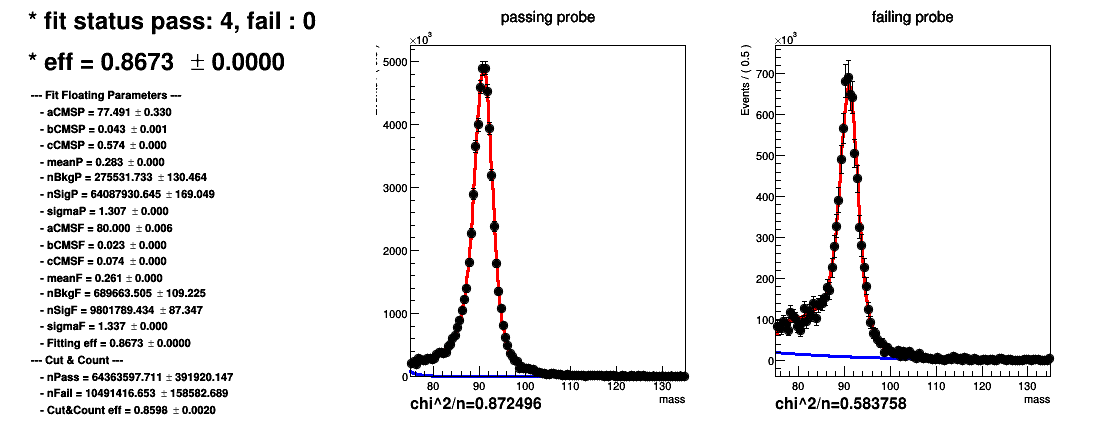 * fit status pass: 4, fail : 0
* eff = 0.8673 ± 0.0000
--- Fit Floating Parameters ---
- aCMSP = 77.491 ± 0.330
- bCMSP = 0.043 ± 0.001
- cCMSP = 0.574 ± 0.000
- meanP = 0.283 ± 0.000
- nBkgP = 275531.733 ± 130.464
- nSigP = 64087930.645 ± 169.049
- sigmaP = 1.307 ± 0.000
- aCMSF = 80.000 ± 0.006
- bCMSF = 0.023 ± 0.000
- cCMSF = 0.074 ± 0.000
- meanF = 0.261 ± 0.000
- nBkgF = 689663.505 ± 109.225
- nSigF = 9801789.434 ± 87.347
- sigmaF = 1.337 ± 0.000
- Fitting eff = 0.8673 ± 0.0000
--- Cut & Count ---
- nPass = 64363597.711 ± 391920.147
- nFail = 10491416.653 ± 158582.689
- Cut&Count eff = 0.8598 ± 0.0020
passing probe
×10³
5000
4000
3000
2000
1000
0
80 90 100 110 120 130
mass
chi^2/n=0.872496
failing probe
×10³
Events / ( 0.5 )
700
600
500
400
300
200
100
0
80 90 100 110 120 130
mass
chi^2/n=0.583758